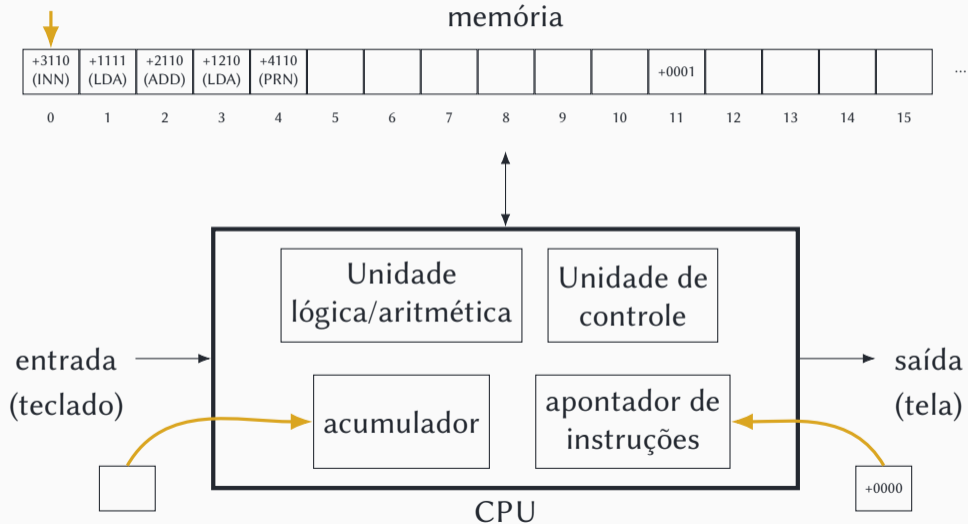 memória
+3110 +1111 +2110 +1210 +4110 +0001 ...
(INN) (LDA) (ADD) (LDA) (PRN)
0 1 2 3 4 5 6 7 8 9 10 11 12 13 14 15
Unidade
lógica/aritmética
Unidade de
controle
entrada
(teclado)
saída
(tela)
acumulador
apontador de
instruções
+0000
CPU